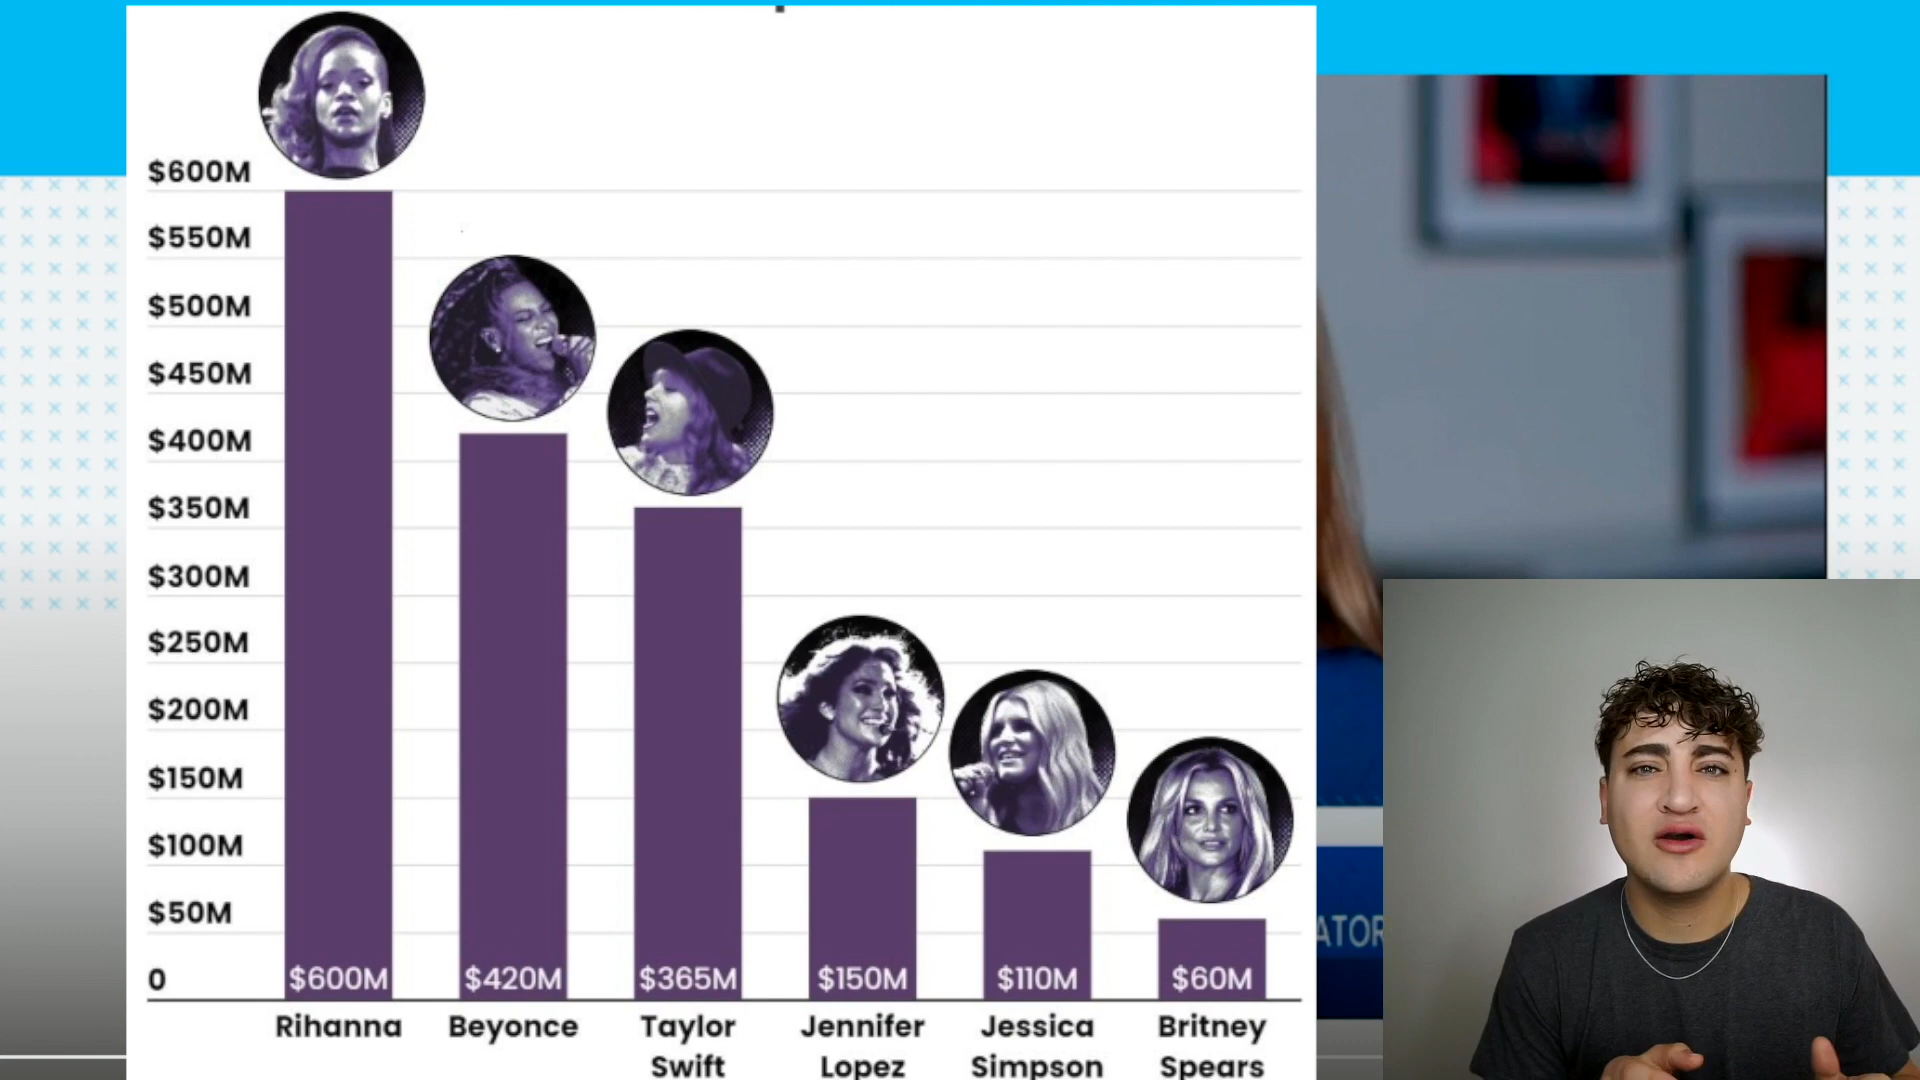 $600M
$550M
$500M
$450M
$400M
$350M
$300M
$250M
$200M
$150M
$100M
$50M
0
$600M $420M $365M $150M $110M $60M
Rihanna Beyonce Taylor Swift Jennifer Lopez Jessica Simpson Britney Spears
ATOR